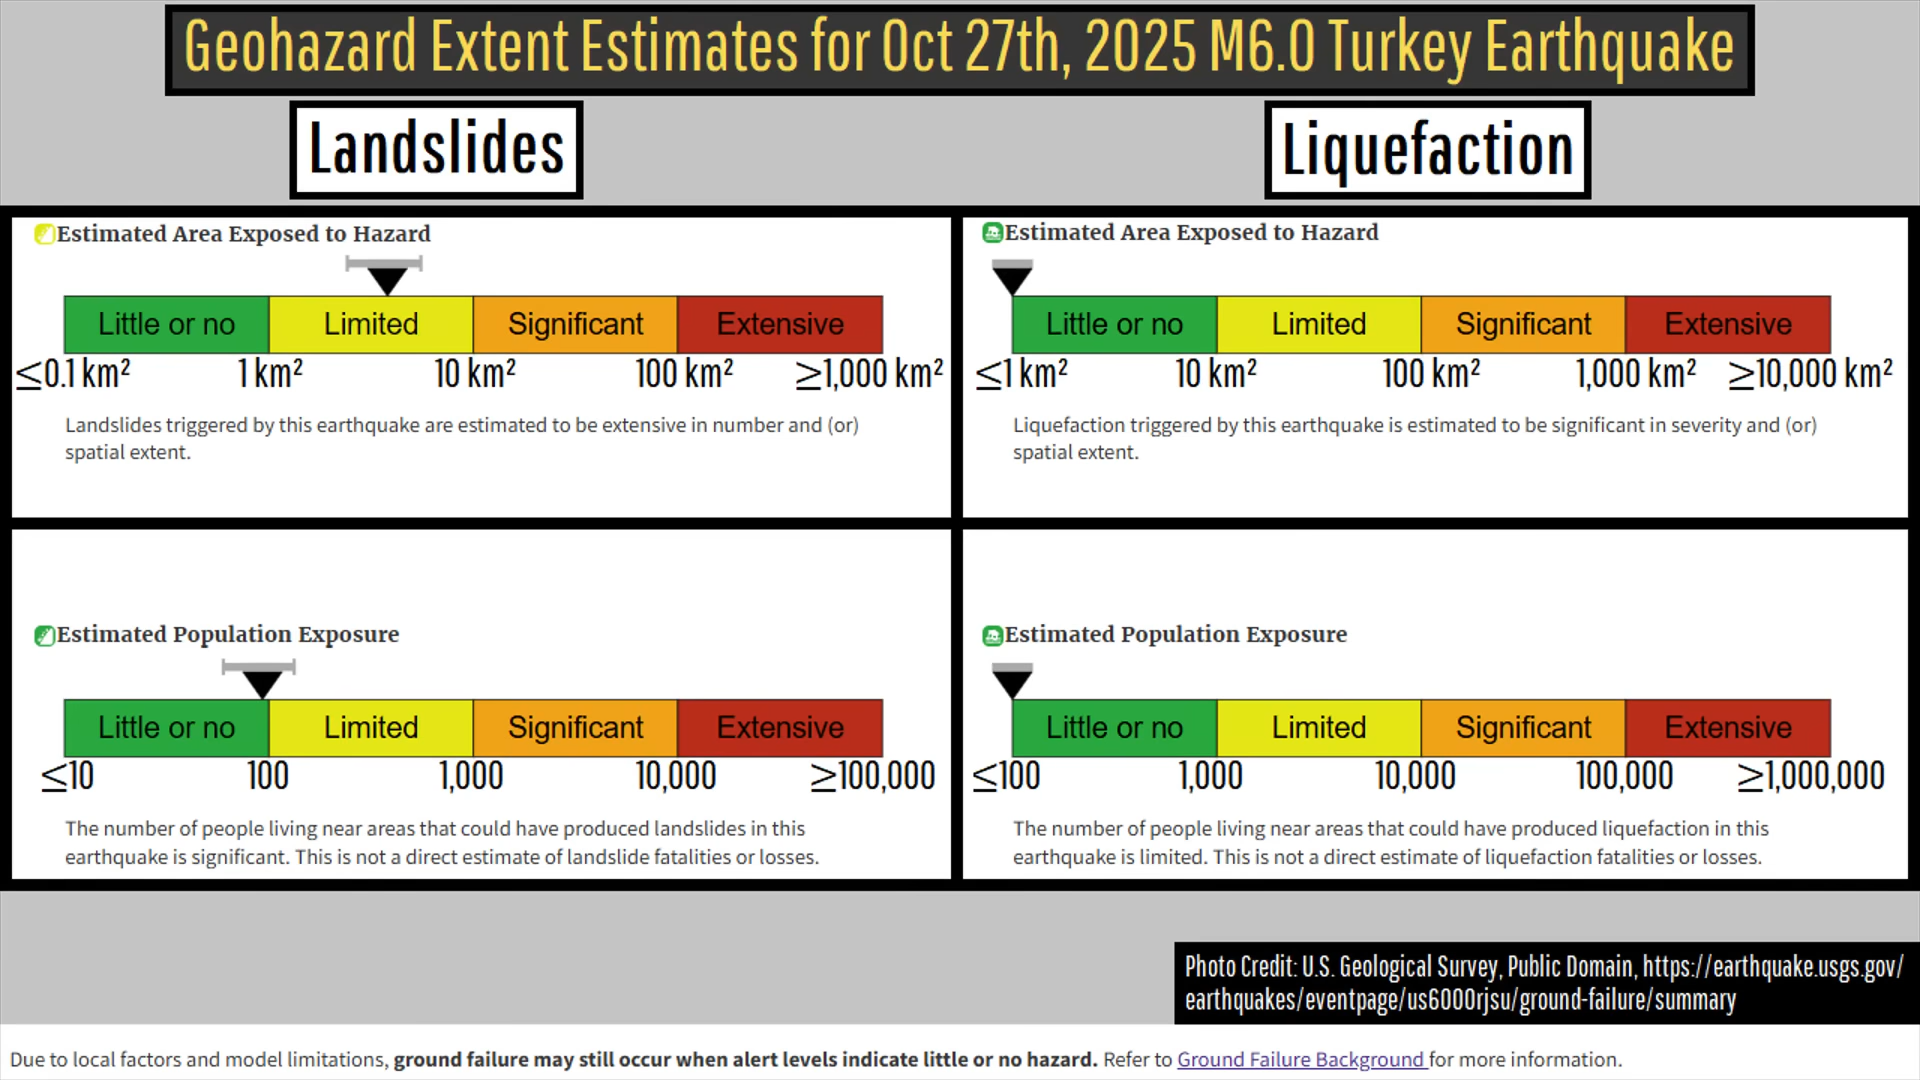 Geohazard Extent Estimates for Oct 27th, 2025 M6.0 Turkey Earthquake
Landslides
Liquefaction
Estimated Area Exposed to Hazard
Little or no Limited Significant Extensive
≤0.1 km² 1 km² 10 km² 100 km² ≥1,000 km²
Landslides triggered by this earthquake are estimated to be extensive in number and (or)
spatial extent.
Estimated Area Exposed to Hazard
Little or no Limited Significant Extensive
≤1 km² 10 km² 100 km² 1,000 km² ≥10,000 km²
Liquefaction triggered by this earthquake is estimated to be significant in severity and (or)
spatial extent.
Estimated Population Exposure
Little or no Limited Significant Extensive
≤10 100 1,000 10,000 ≥100,000
The number of people living near areas that could have produced landslides in this
earthquake is significant. This is not a direct estimate of landslide fatalities or losses.
Estimated Population Exposure
Little or no Limited Significant Extensive
≤100 1,000 10,000 100,000 ≥1,000,000
The number of people living near areas that could have produced liquefaction in this
earthquake is limited. This is not a direct estimate of liquefaction fatalities or losses.
Photo Credit: U.S. Geological Survey, Public Domain, https://earthquake.usgs.gov/
earthquakes/eventpage/us6000rjsu/ground-failure/summary
Due to local factors and model limitations, ground failure may still occur when alert levels indicate little or no hazard. Refer to Ground Failure Background for more information.